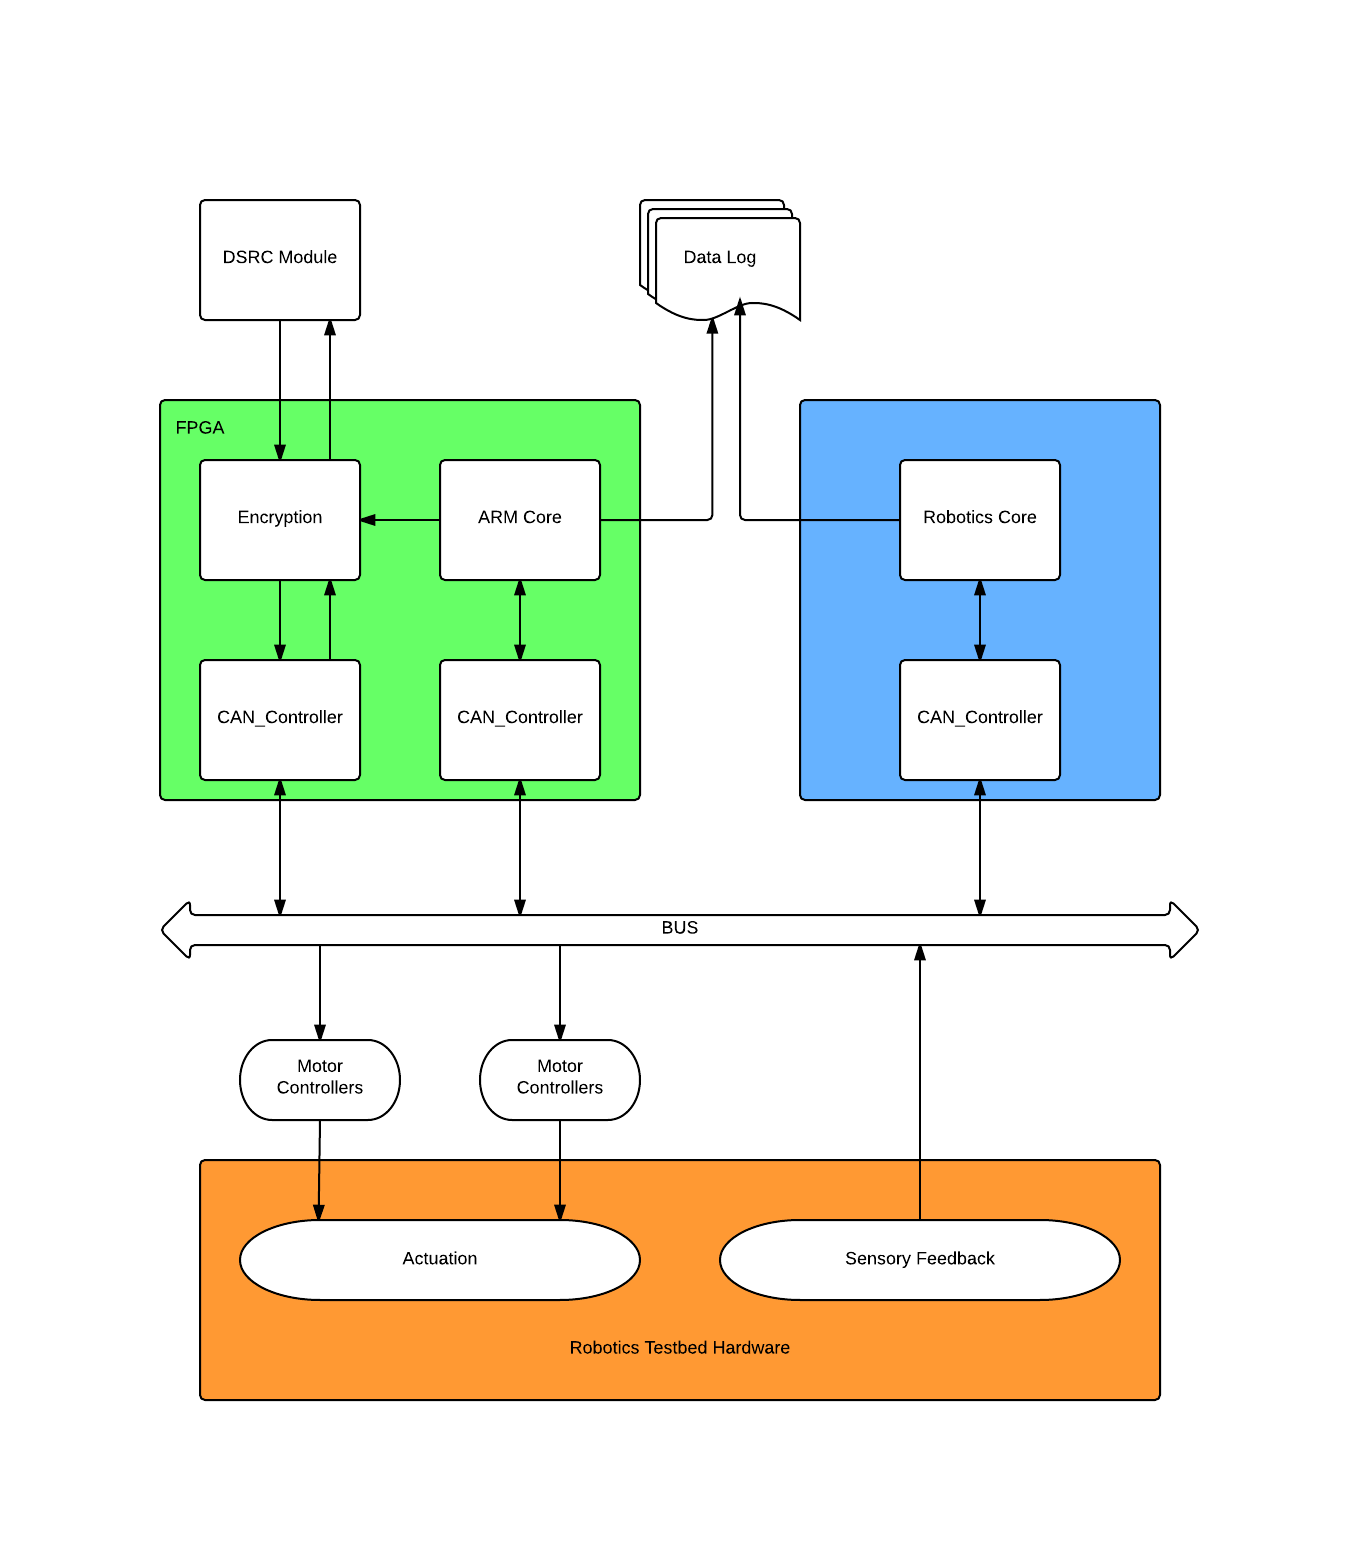 DSRC Module
Data Log
FPGA
Encryption
ARM Core
Robotics Core
CAN_Controller
CAN_Controller
CAN_Controller
BUS
Motor
Controllers
Motor
Controllers
Actuation
Sensory Feedback
Robotics Testbed Hardware